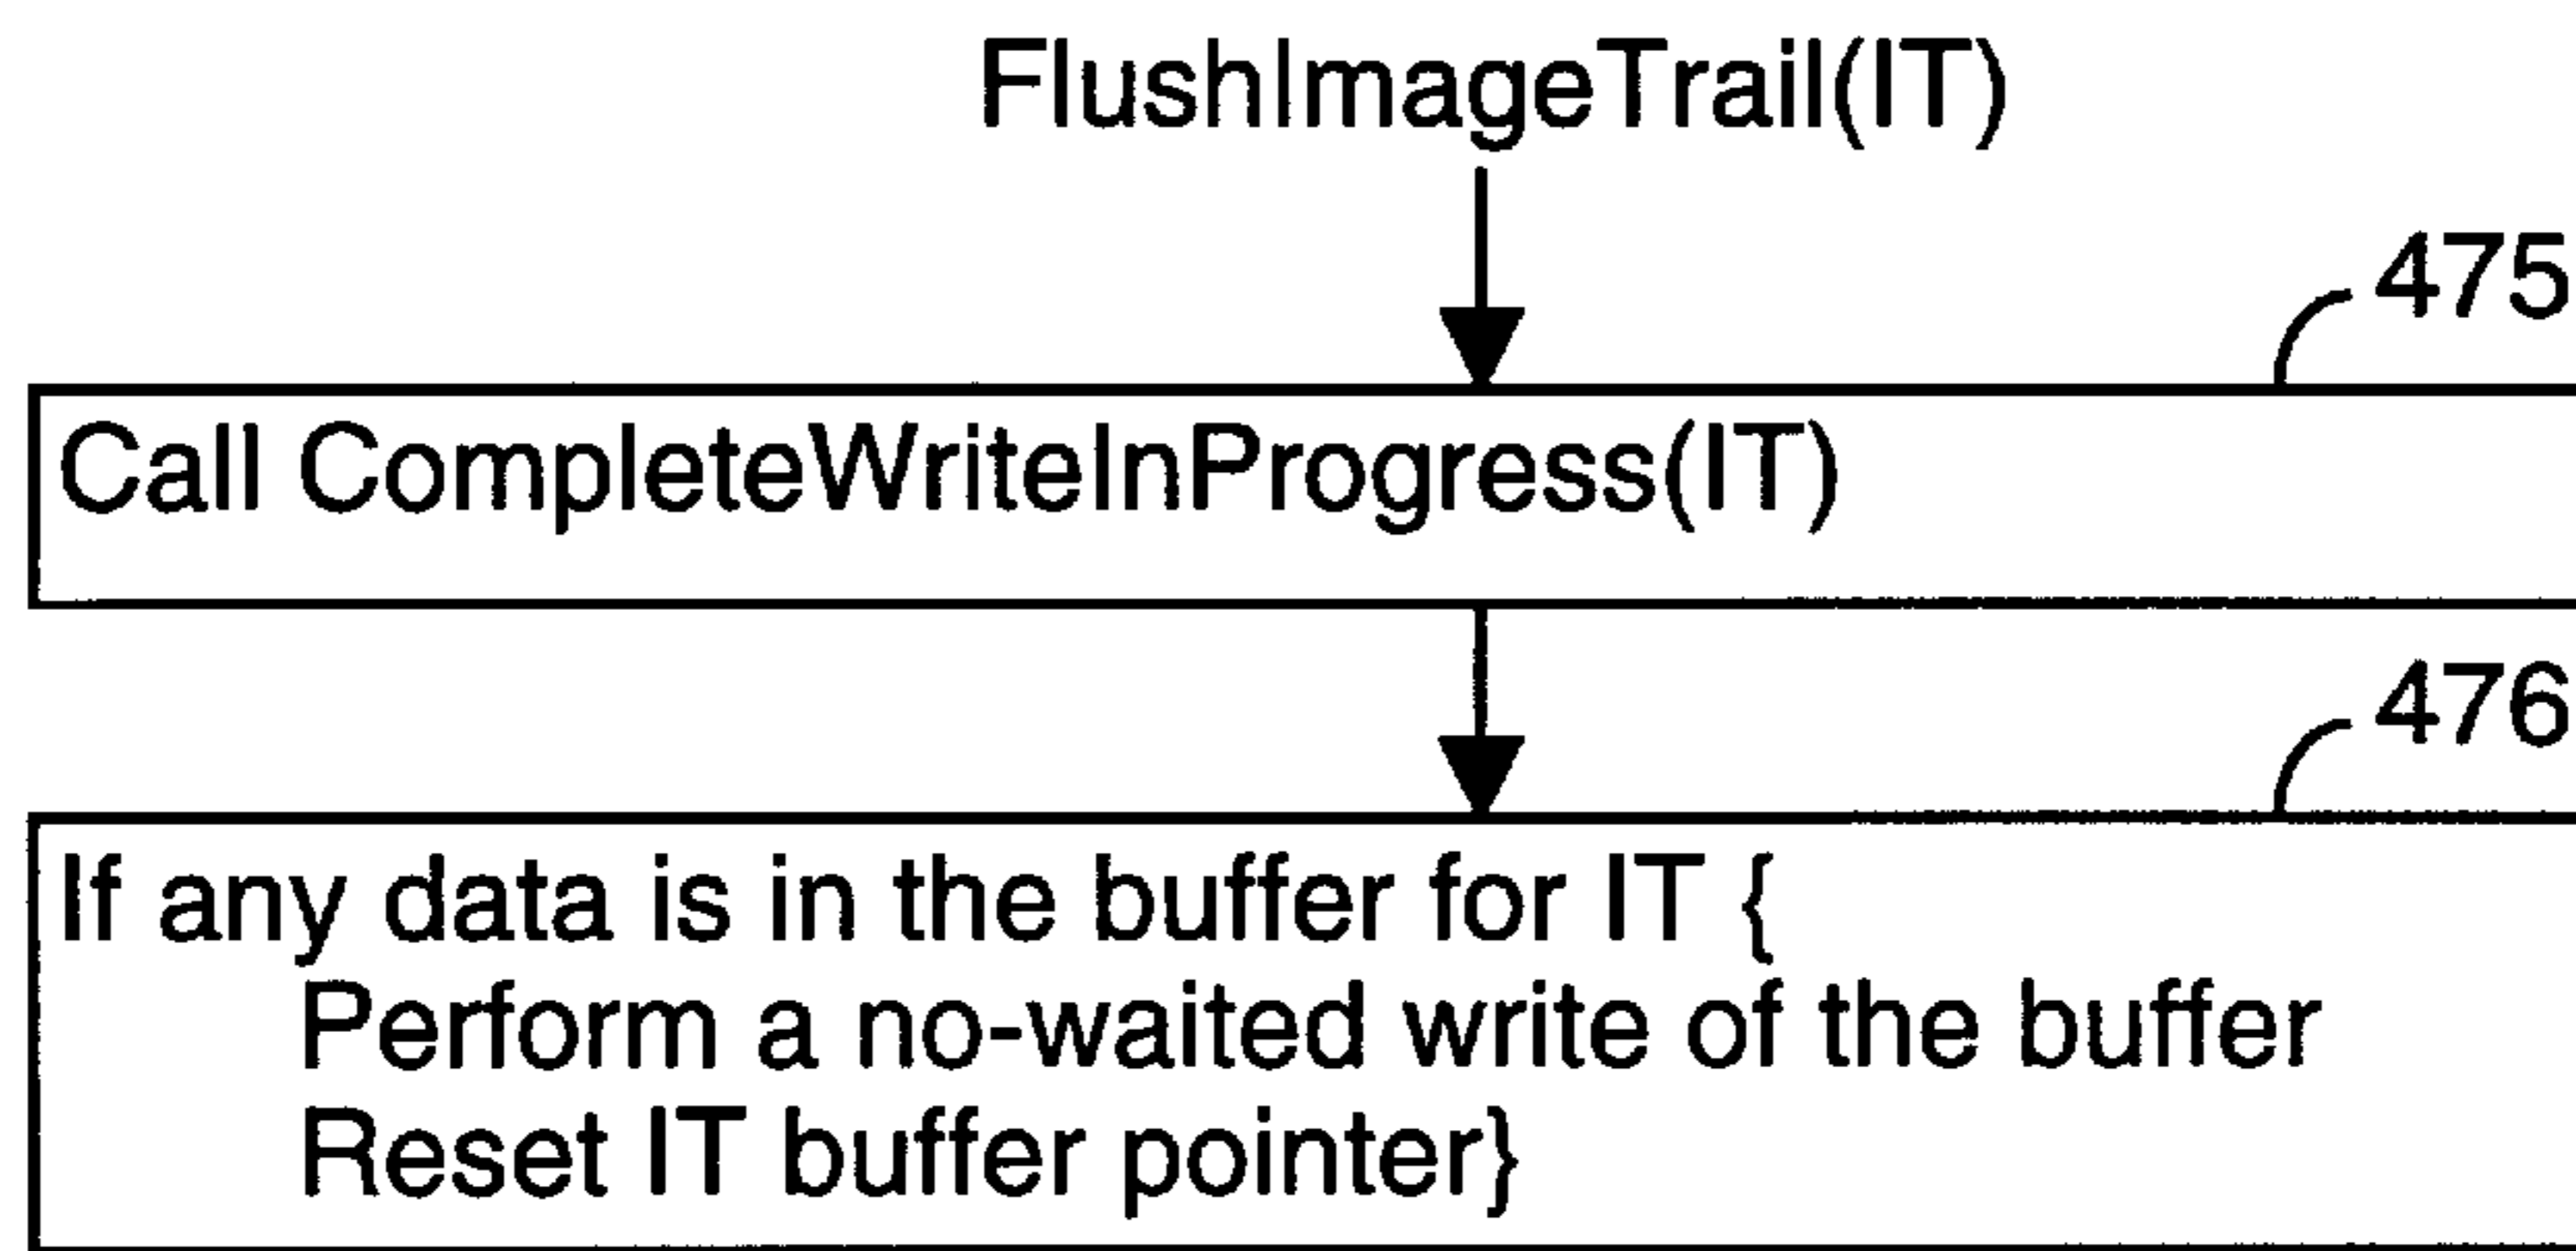 FlushImageTrail(IT)
475
Call CompleteWriteInProgress(IT)
476
If any data is in the buffer for IT {
Perform a no-waited write of the buffer
Reset IT buffer pointer}